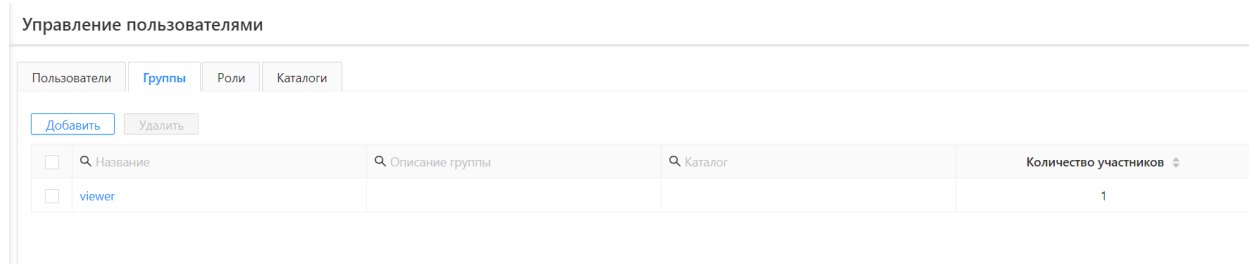 Управление пользователями
Пользователи Группы Роли Каталоги
Добавить Удалить
Название Описание группы Каталог Количество участников
viewer 1